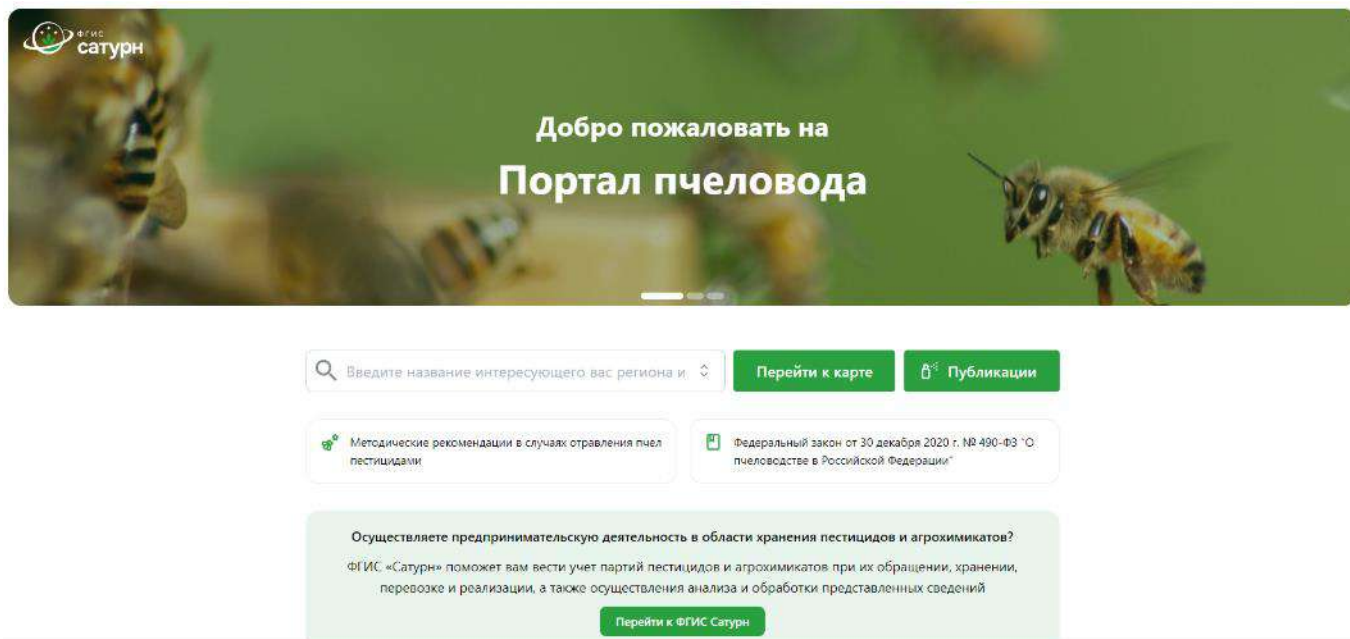 ФГИС
сатурн
Добро пожаловать на
Портал пчеловода
Введите название интересующего вас региона и
Перейти к карте
Публикации
Методические рекомендации в случаях отравления пчел
пестицидами
Федеральный закон от 30 декабря 2020 г. № 490-ФЗ "О
пчеловодстве в Российской Федерации"
Осуществляете предпринимательскую деятельность в области хранения пестицидов и агрохимикатов?
ФГИС «Сатурн» поможет вам вести учет партий пестицидов и агрохимикатов при их обращении, хранении,
перевозке и реализации, а также осуществления анализа и обработки представленных сведений
Перейти к ФГИС Сатурн